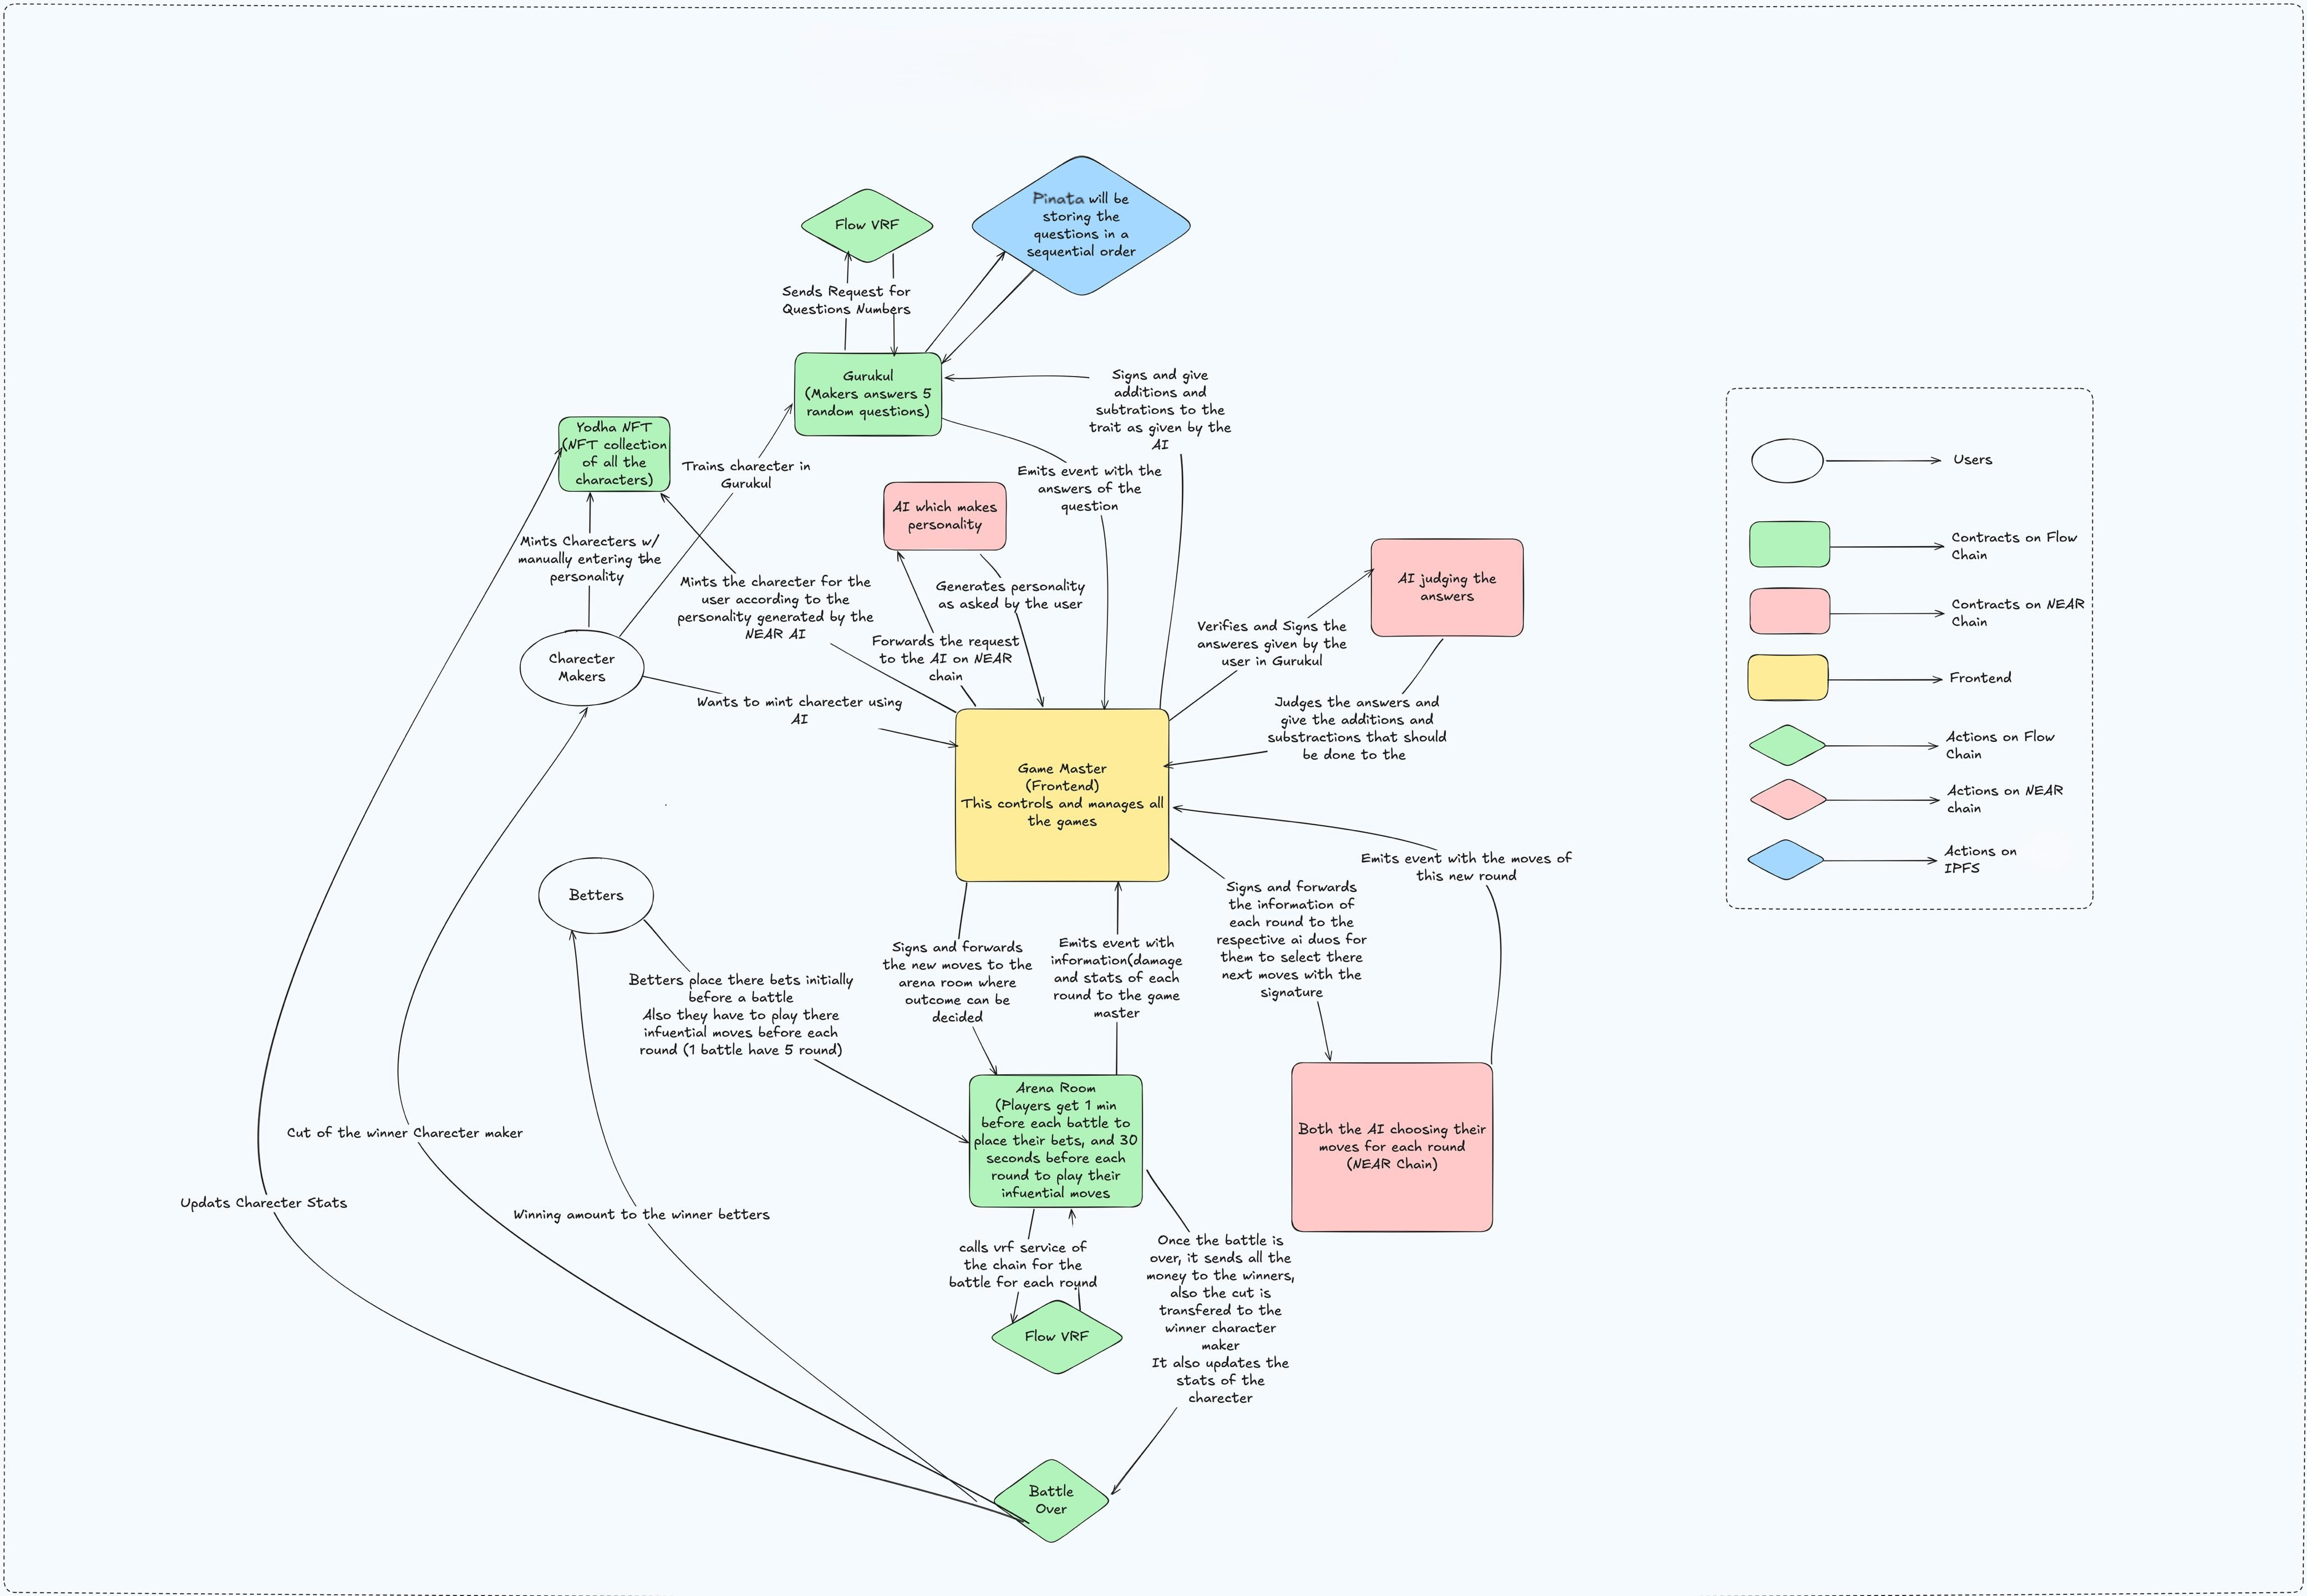 Flow VRF
Pinata will be
storing the
questions in a
sequential order
Sends Request for
Questions Numbers
Gurukul
(Makers answers 5
random questions)
Signs and give
additions and
subtrations to the
trait as given by the
AI
Yodha NFT
(NFT collection
of all the
characters)
Trains charecter in
Gurukul
Emits event with the
answers of the
question
AI which makes
personality
Mints Charecters w/
manually entering the
personality
Mints the charecter for the
user according to the
personality generated by the
NEAR AI
Generates personality
as asked by the user
Forwards the request
to the AI on NEAR
chain
AI judging the
answers
Verifies and Signs the
answeres given by the
user in Gurukul
Charecter
Makers
Wants to mint charecter using
AI
Judges the answers and
give the additions and
substractions that should
be done to the
Game Master
(Frontend)
This controls and manages all
the games
Emits event with the moves of
this new round
Betters
Signs and forwards
the information of
each round to the
respective ai duos for
them to select there
next moves with the
signature
Signs and forwards
the new moves to the
arena room where
outcome can be
decided
Emits event with
information(damage
and stats of each
round to the game
master
Betters place there bets initially
before a battle
Also they have to play there
infuential moves before each
round (1 battle have 5 round)
Arena Room
(Players get 1 min
before each battle to
place their bets, and 30
seconds before each
round to play their
infuential moves
Both the AI choosing their
moves for each round
(NEAR Chain)
Cut of the winner Charecter maker
Updats Charecter Stats
Winning amount to the winner betters
calls vrf service of
the chain for the
battle for each round
Flow VRF
Once the battle is
over, it sends all the
money to the winners,
also the cut is
transfered to the
winner character
maker
It also updates the
stats of the
charecter
Battle
Over
Users
Contracts on Flow
Chain
Contracts on NEAR
Chain
Frontend
Actions on Flow
Chain
Actions on NEAR
chain
Actions on
IPFS